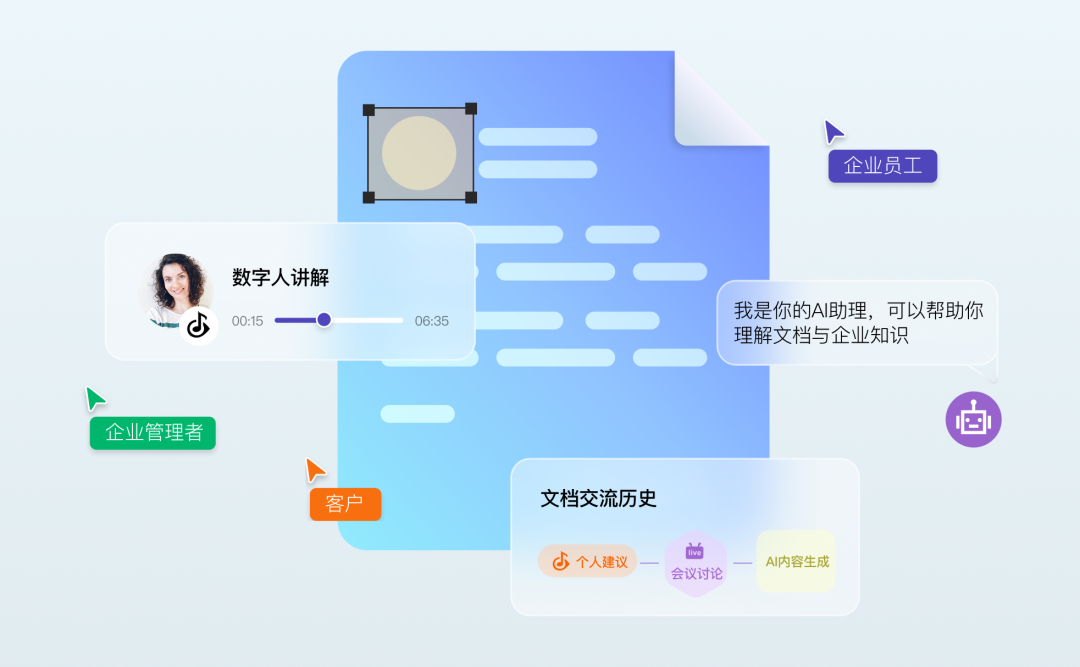 企业员工
数字人讲解
00:15
06:35
我是你的AI助理，可以帮助你
理解文档与企业知识
企业管理者
客户
文档交流历史
个人建议
live
会议讨论
AI内容生成